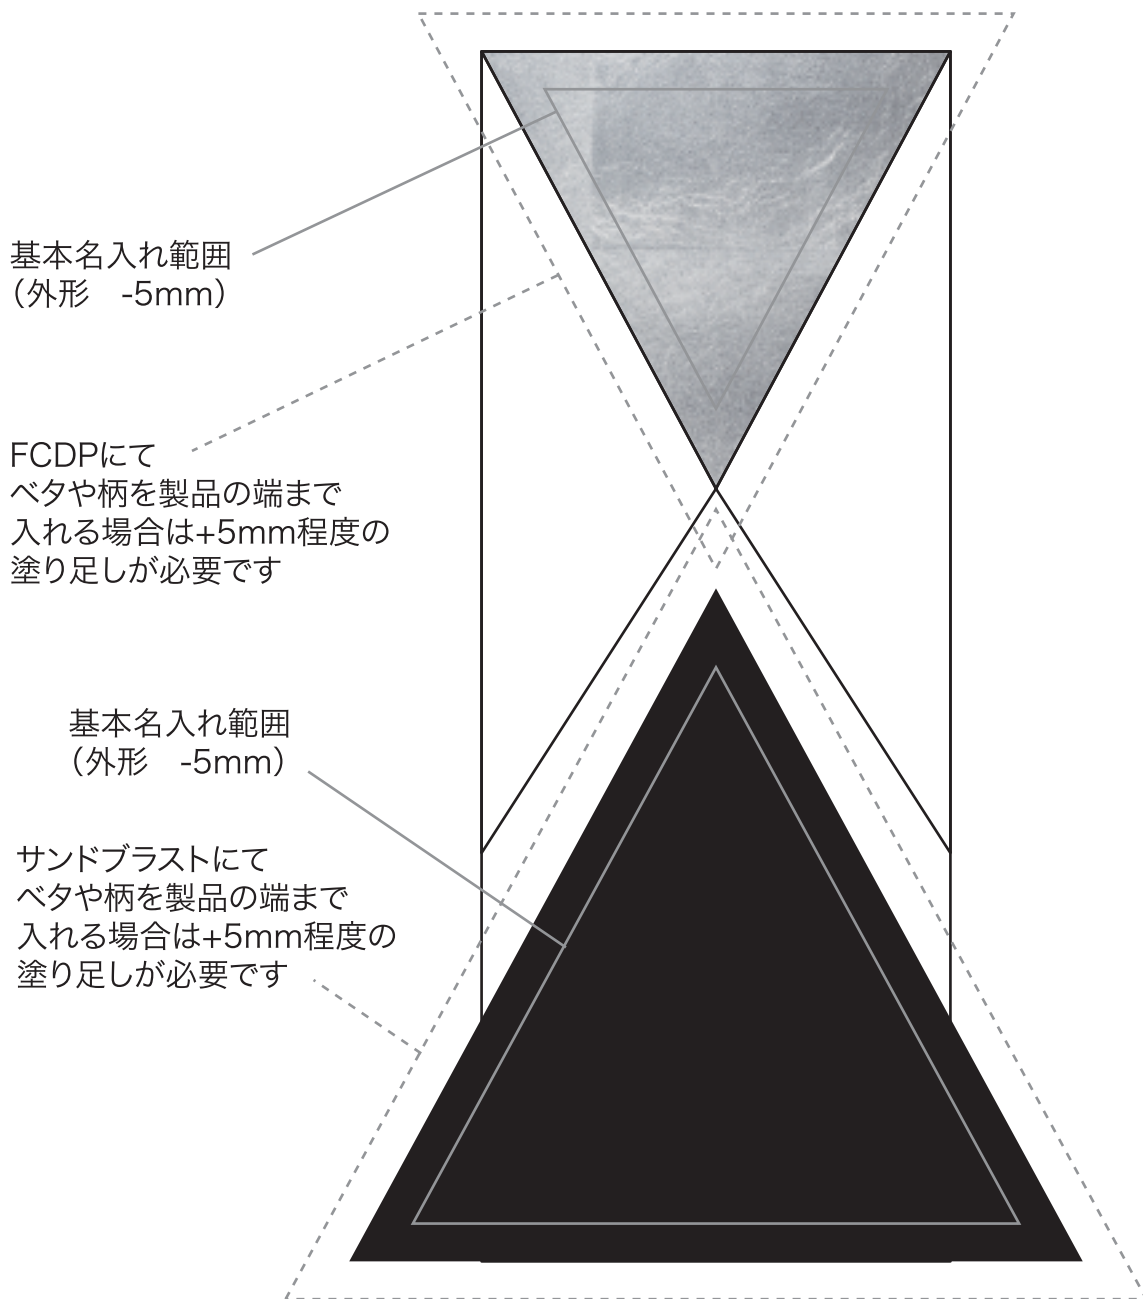 基本名入れ範囲
（外形　-5mm）
FCDPにて
ベタや柄を製品の端まで
入れる場合は+5mm程度の
塗り足しが必要です
基本名入れ範囲
（外形　-5mm）
サンドブラストにて
ベタや柄を製品の端まで
入れる場合は+5mm程度の
塗り足しが必要です